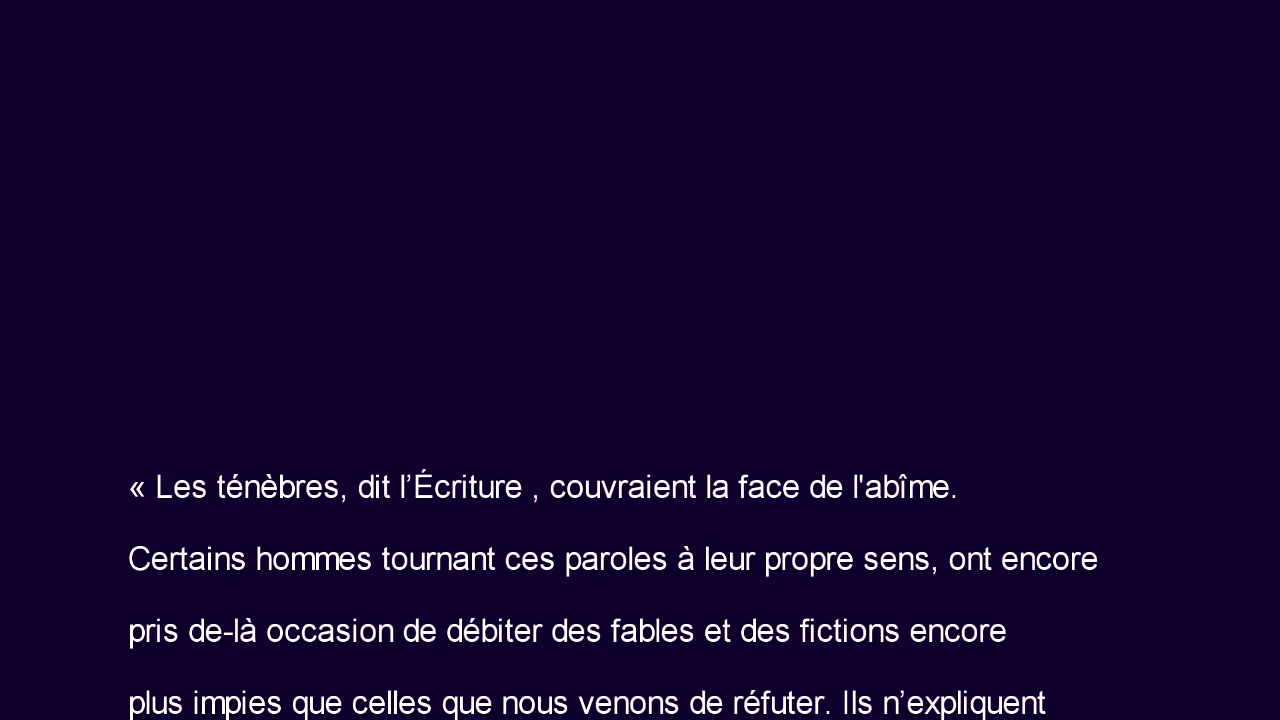 « Les ténèbres, dit l’Écriture , couvraient la face de l'abîme.
Certains hommes tournant ces paroles à leur propre sens, ont encore
pris de-là occasion de débiter des fables et des fictions encore
plus impies que celles que nous venons de réfuter. Ils n’expliquent